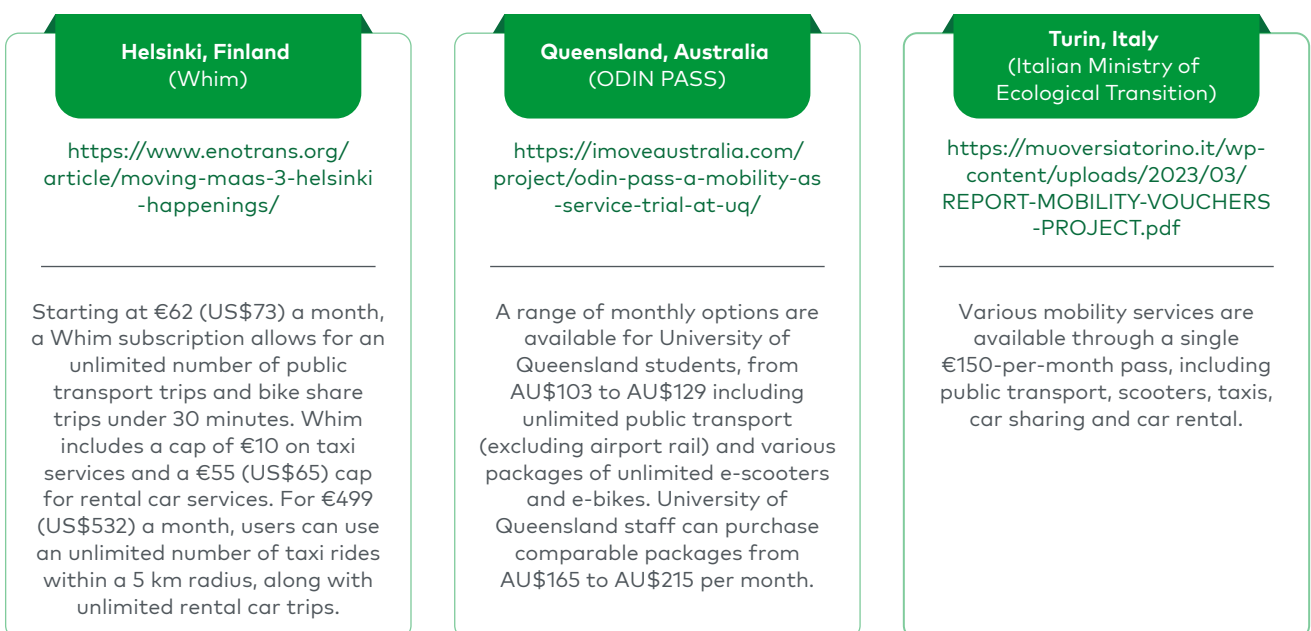 Helsinki, Finland
(Whim)
https://www.enotrans.org/
article/moving-maas-3-helsinki
-happenings/
Starting at €62 (US$73) a month,
a Whim subscription allows for an
unlimited number of public
transport trips and bike share
trips under 30 minutes. Whim
includes a cap of €10 on taxi
services and a €55 (US$65) cap
for rental car services. For €499
(US$532) a month, users can use
an unlimited number of taxi rides
within a 5 km radius, along with
unlimited rental car trips.
Queensland, Australia
(ODIN PASS)
https://imoveaustralia.com/
project/odin-pass-a-mobility-as
-service-trial-at-uq/
A range of monthly options are
available for University of
Queensland students, from
AU$103 to AU$129 including
unlimited public transport
(excluding airport rail) and various
packages of unlimited e-scooters
and e-bikes. University of
Queensland staff can purchase
comparable packages from
AU$165 to AU$215 per month.
Turin, Italy
(Italian Ministry of
Ecological Transition)
https://muoversiatorino.it/wp-
content/uploads/2023/03/
REPORT-MOBILITY-VOUCHERS
-PROJECT.pdf
Various mobility services are
available through a single
€150-per-month pass, including
public transport, scooters, taxis,
car sharing and car rental.